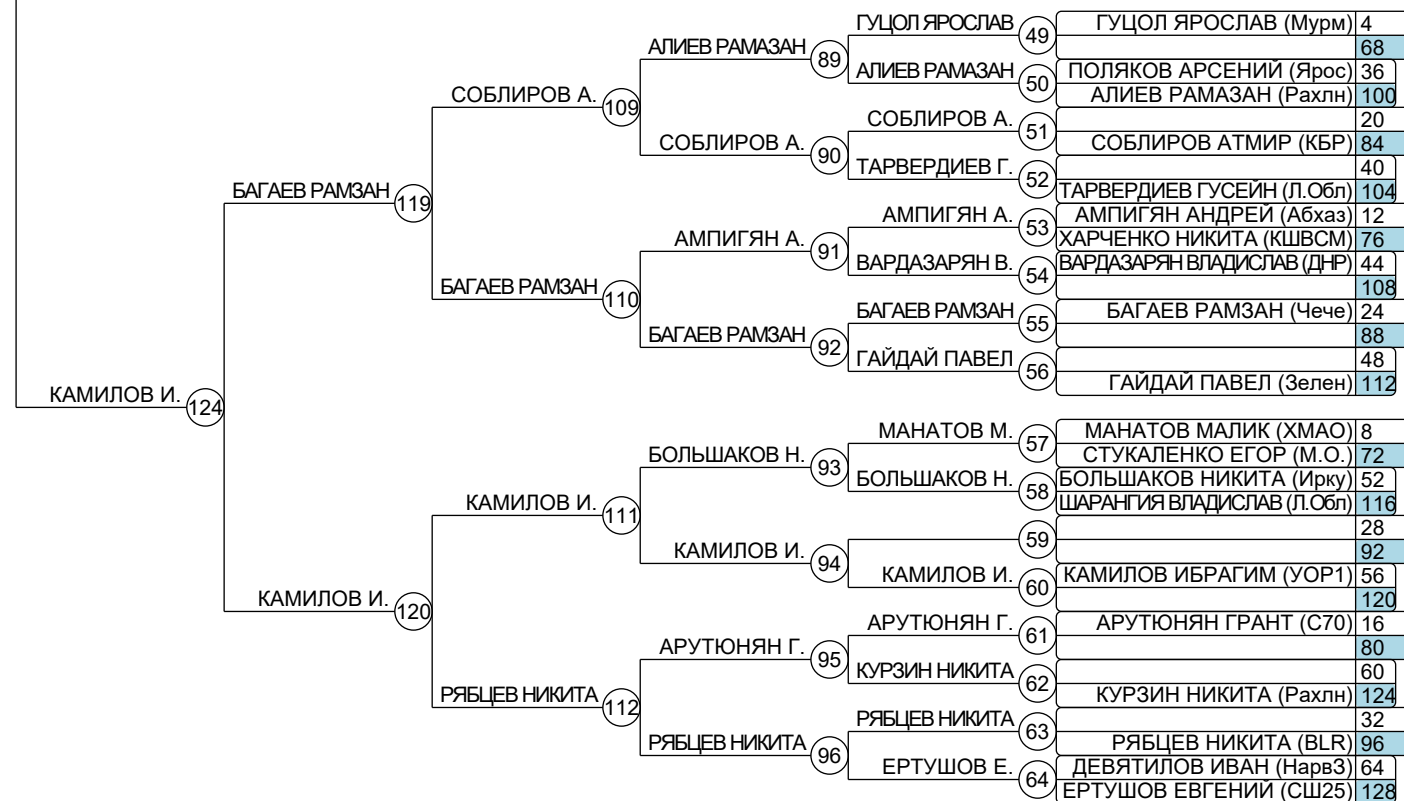 ГУЦОЛ ЯРОСЛАВ 49 ГУЦОЛ ЯРОСЛАВ (Мурм) 4
АЛИЕВ РАМАЗАН 89 68
АЛИЕВ РАМАЗАН 50 ПОЛЯКОВ АРСЕНИЙ (Ярос) 36
СОБЛИРОВ А. 109 АЛИЕВ РАМАЗАН (Рахлн) 100
СОБЛИРОВ А. 51 20
СОБЛИРОВ А. 90 СОБЛИРОВ АТМИР (КБР) 84
ТАРВЕРДИЕВ Г. 52 40
БАГАЕВ РАМЗАН 119 ТАРВЕРДИЕВ ГУСЕЙН (Л.Обл) 104
АМПИГЯН А. 53 АМПИГЯН АНДРЕЙ (Абхаз) 12
АМПИГЯН А. 91 ХАРЧЕНКО НИКИТА (КШВСМ) 76
ВАРДАЗАРЯН В. 54 ВАРДАЗАРЯН ВЛАДИСЛАВ (ДНР) 44
БАГАЕВ РАМЗАН 110 108
БАГАЕВ РАМЗАН 55 БАГАЕВ РАМЗАН (Чече) 24
БАГАЕВ РАМЗАН 92 88
ГАЙДАЙ ПАВЕЛ 56 48
ГАЙДАЙ ПАВЕЛ (Зелен) 112
КАМИЛОВ И. 124
МАНАТОВ М. 57 МАНАТОВ МАЛИК (ХМАО) 8
БОЛЬШАКОВ Н. 93 СТУКАЛЕНКО ЕГОР (М.О.) 72
БОЛЬШАКОВ Н. 58 БОЛЬШАКОВ НИКИТА (Ирку) 52
КАМИЛОВ И. 111 ШАРАНГИЯ ВЛАДИСЛАВ (Л.Обл) 116
59 28
КАМИЛОВ И. 94 92
КАМИЛОВ И. 60 КАМИЛОВ ИБРАГИМ (УОР1) 56
КАМИЛОВ И. 120 120
АРУТЮНЯН Г. 61 АРУТЮНЯН ГРАНТ (С70) 16
АРУТЮНЯН Г. 95 80
КУРЗИН НИКИТА 62 60
РЯБЦЕВ НИКИТА 112 КУРЗИН НИКИТА (Рахлн) 124
РЯБЦЕВ НИКИТА 63 32
РЯБЦЕВ НИКИТА 96 РЯБЦЕВ НИКИТА (BLR) 96
ЕРТУШОВ Е. 64 ДЕВЯТИЛОВ ИВАН (Нарв3) 64
ЕРТУШОВ ЕВГЕНИЙ (СШ25) 128